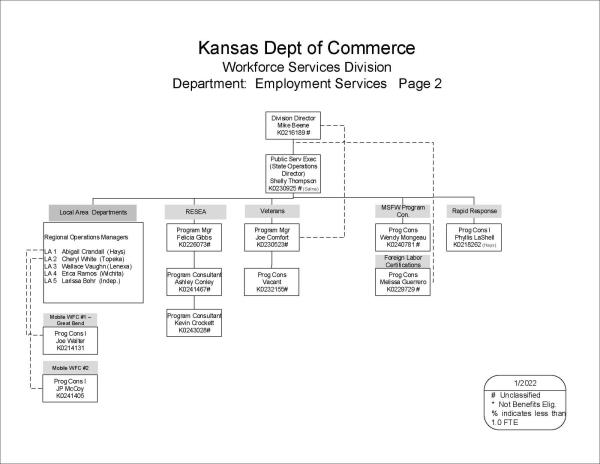 Kansas Dept of Commerce
Workforce Services Division
Department:  Employment Services   Page 2
Division Director
Mike Beene
K0216189 #
Public Serv Exec
(State Operations
Director)
Shelly Thompson
K0230925 # (Salina)
Local Area  Departments
RESEA
Veterans
MSFW Program
Con.
Rapid Response
Regional Operations Managers
LA 1   Abigail Crandall (Hays)
LA 2   Cheryl White (Topeka)
LA 3   Wallace Vaughn (Lenexa)
LA 4   Erica Ramos (Wichita)
LA 5   Larissa Bohr  (Indep.)
Program Mgr
Felicia Gibbs
K0226073#
Program Mgr
Joe Comfort
K0230523#
Prog Cons
Wendy Mongeau
K0240781 #
Prog Cons I
Phyllis LaShell
K0218262 (Hays)
Program Consultant
Ashley Conley
K0241467#
Prog Cons
Vacant
K0232155#
Foreign Labor
Certifications
Prog Cons
Melissa Guerrero
K0229729 #
Program Consultant
Kevin Crockett
K0243028#
Mobile WFC #1 –
Great Bend
Prog Cons I
Joe Walter
K0214131
Mobile WFC #2
Prog Cons I
JP McCoy
K0241405
1/2022
#  Unclassified
*  Not Benefits Elig.
% indicates less than
1.0 FTE